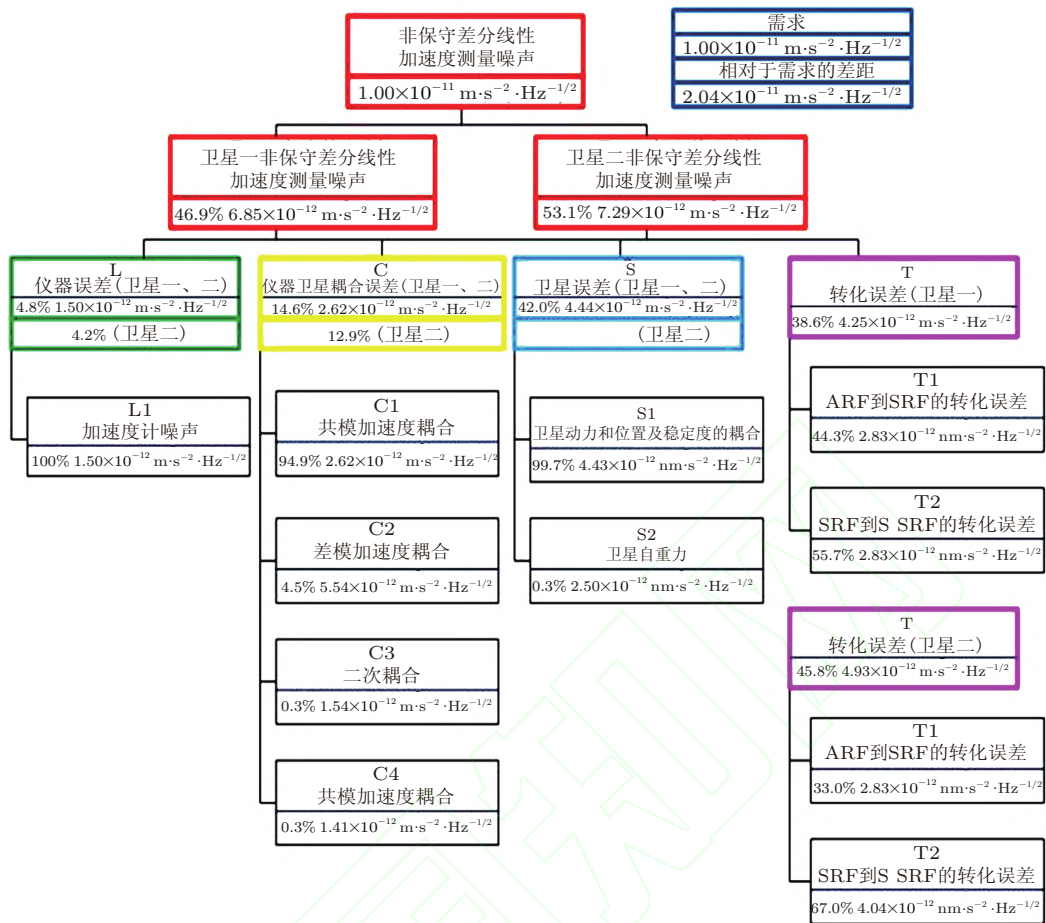 非保守差分线性
加速度测量噪声
1.00×10⁻¹¹ m·s⁻²·Hz⁻¹/²
需求
1.00×10⁻¹¹ m·s⁻²·Hz⁻¹/²
相对于需求的差距
2.04×10⁻¹¹ m·s⁻²·Hz⁻¹/²
卫星一非保守差分线性
加速度测量噪声
46.9% 6.85×10⁻¹² m·s⁻²·Hz⁻¹/²
卫星二非保守差分线性
加速度测量噪声
53.1% 7.29×10⁻¹² m·s⁻²·Hz⁻¹/²
L
仪器误差(卫星一、二)
4.8% 1.50×10⁻¹² m·s⁻²·Hz⁻¹/²
4.2% (卫星二)
L1
加速度计噪声
100% 1.50×10⁻¹² m·s⁻²·Hz⁻¹/²
C
仪器卫星耦合误差(卫星一、二)
14.6% 2.62×10⁻¹² m·s⁻²·Hz⁻¹/²
12.9% (卫星二)
C1
共模加速度耦合
94.9% 2.62×10⁻¹² m·s⁻²·Hz⁻¹/²
C2
差模加速度耦合
4.5% 5.54×10⁻¹² m·s⁻²·Hz⁻¹/²
C3
二次耦合
0.3% 1.54×10⁻¹² m·s⁻²·Hz⁻¹/²
C4
共模加速度耦合
0.3% 1.41×10⁻¹² m·s⁻²·Hz⁻¹/²
S
卫星误差(卫星一、二)
42.0% 4.44×10⁻¹² m·s⁻²·Hz⁻¹/²
(卫星二)
S1
卫星动力和位置及稳定度的耦合
99.7% 4.43×10⁻¹² nm·s⁻²·Hz⁻¹/²
S2
卫星自重力
0.3% 2.50×10⁻¹² nm·s⁻²·Hz⁻¹/²
T
转化误差(卫星一)
38.6% 4.25×10⁻¹² m·s⁻²·Hz⁻¹/²
T1
ARF到SRF的转化误差
44.3% 2.83×10⁻¹² nm·s⁻²·Hz⁻¹/²
T2
SRF到S SRF的转化误差
55.7% 2.83×10⁻¹² nm·s⁻²·Hz⁻¹/²
T
转化误差(卫星二)
45.8% 4.93×10⁻¹² m·s⁻²·Hz⁻¹/²
T1
ARF到SRF的转化误差
33.0% 2.83×10⁻¹² nm·s⁻²·Hz⁻¹/²
T2
SRF到S SRF的转化误差
67.0% 4.04×10⁻¹² nm·s⁻²·Hz⁻¹/²